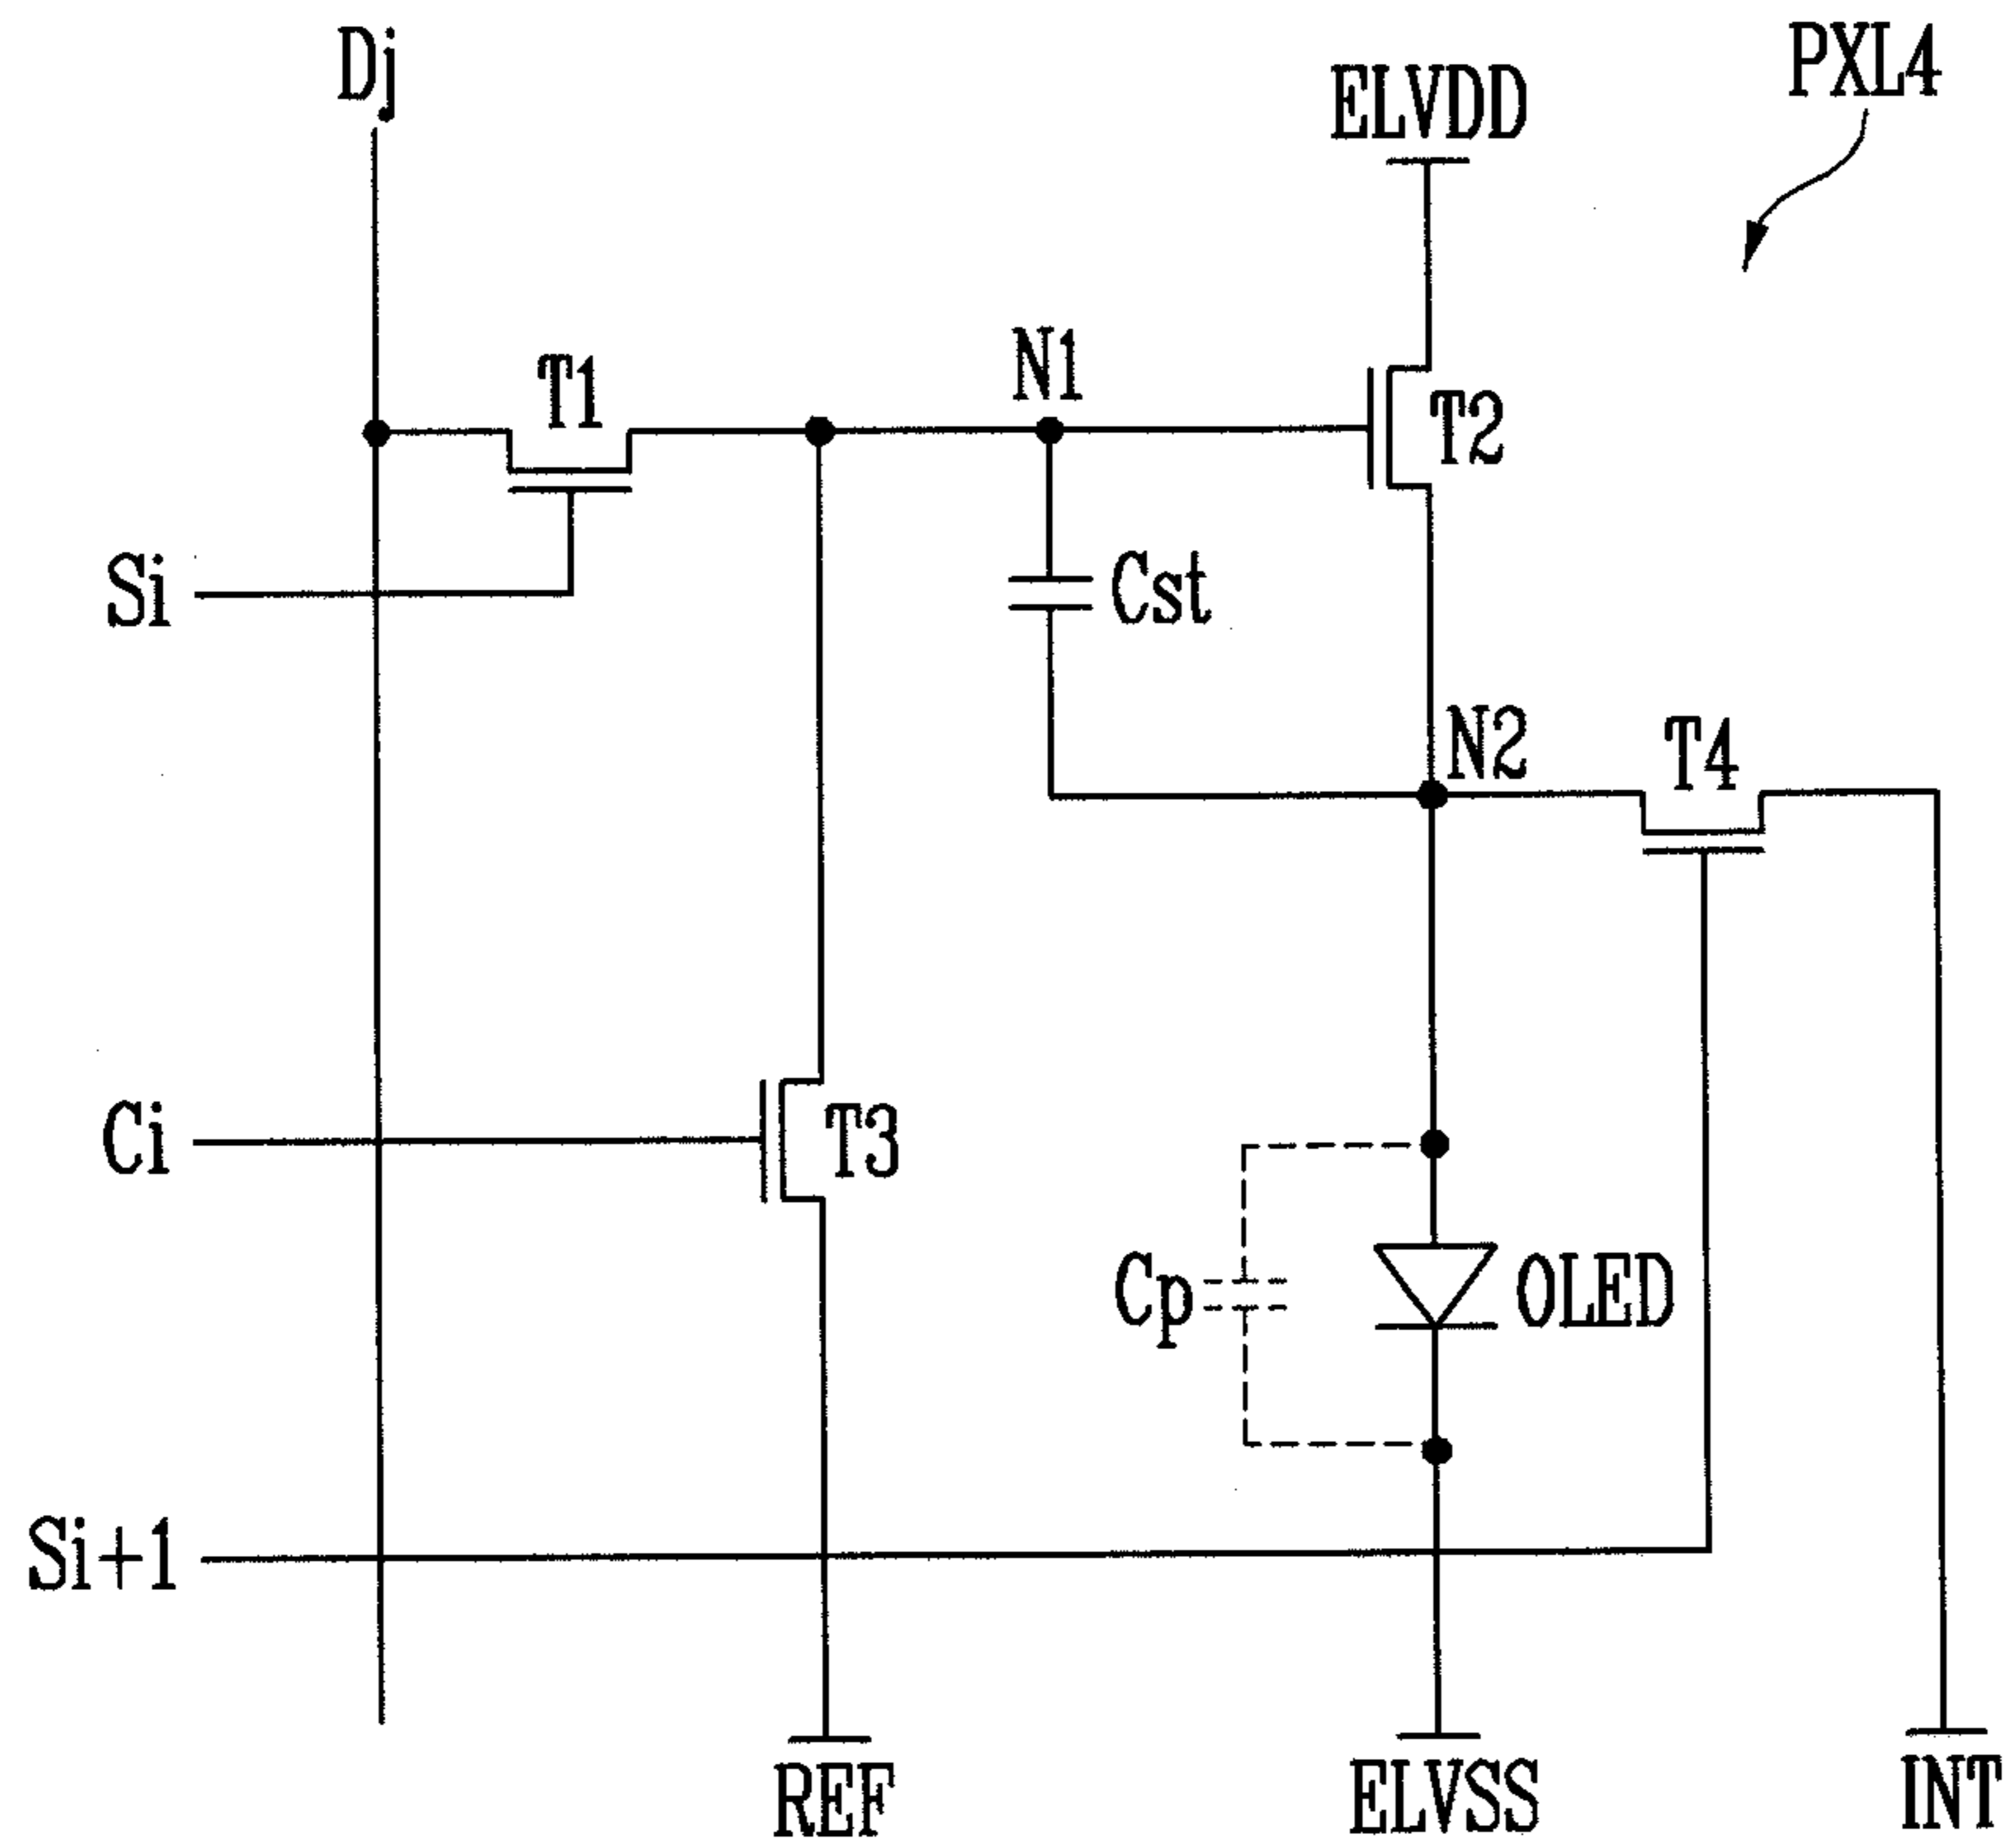 Dj
PXL4
ELVDD
N1
T1
T2
Si
Cst
N2
T4
Ci
T3
Cp
OLED
Si+1
REF
ELVSS
INT